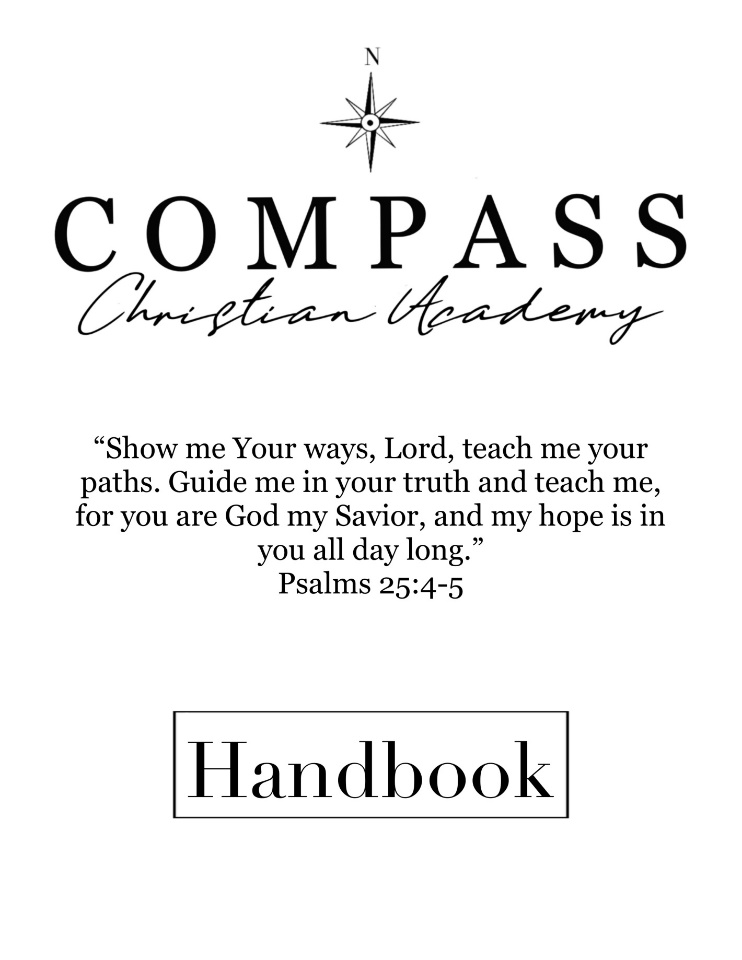 N
COMPASS
Christian Academy
“Show me Your ways, Lord, teach me your
paths. Guide me in your truth and teach me,
for you are God my Savior, and my hope is in
you all day long.”
Psalms 25:4-5
Handbook